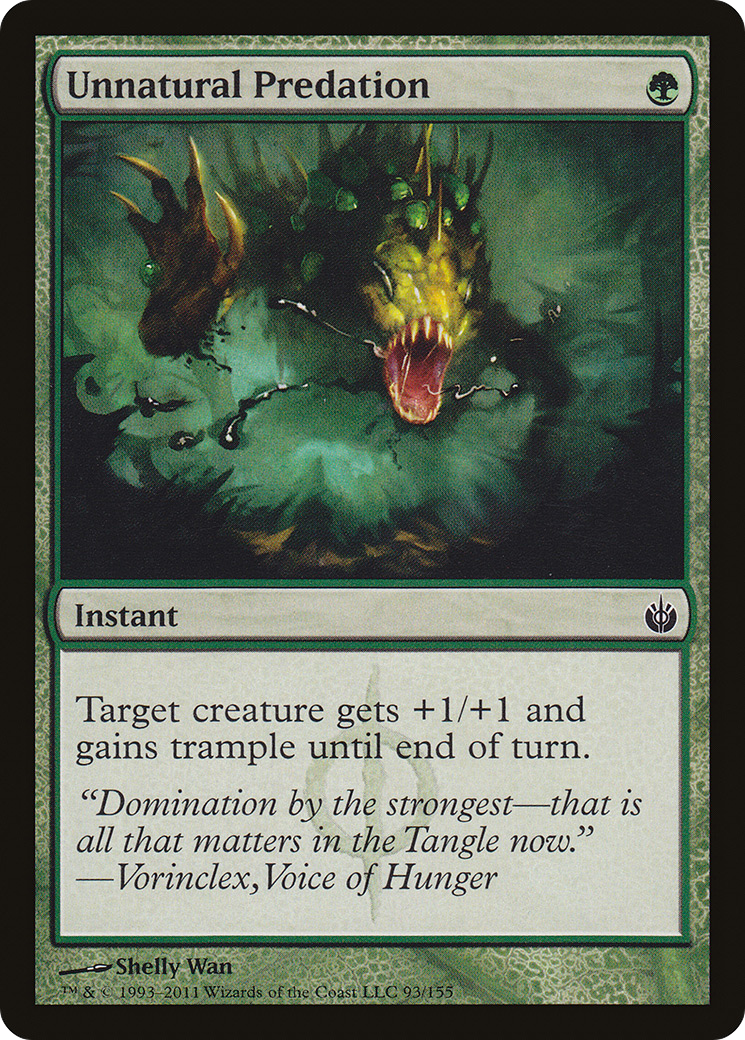 Unnatural Predation
Instant
Target creature gets +1/+1 and
gains trample until end of turn.
“Domination by the strongest—that is
all that matters in the Tangle now.”
—Vorinclex, Voice of Hunger
Shelly Wan
™ & © 1993–2011 Wizards of the Coast LLC 93/155